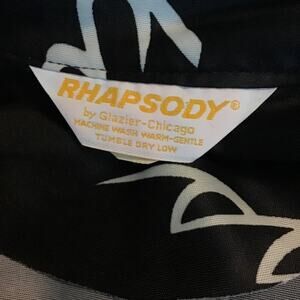 RHAPSODY®
by Glazier-Chicago
MACHINE WASH WARM-GENTLE
TUMBLE DRY LOW